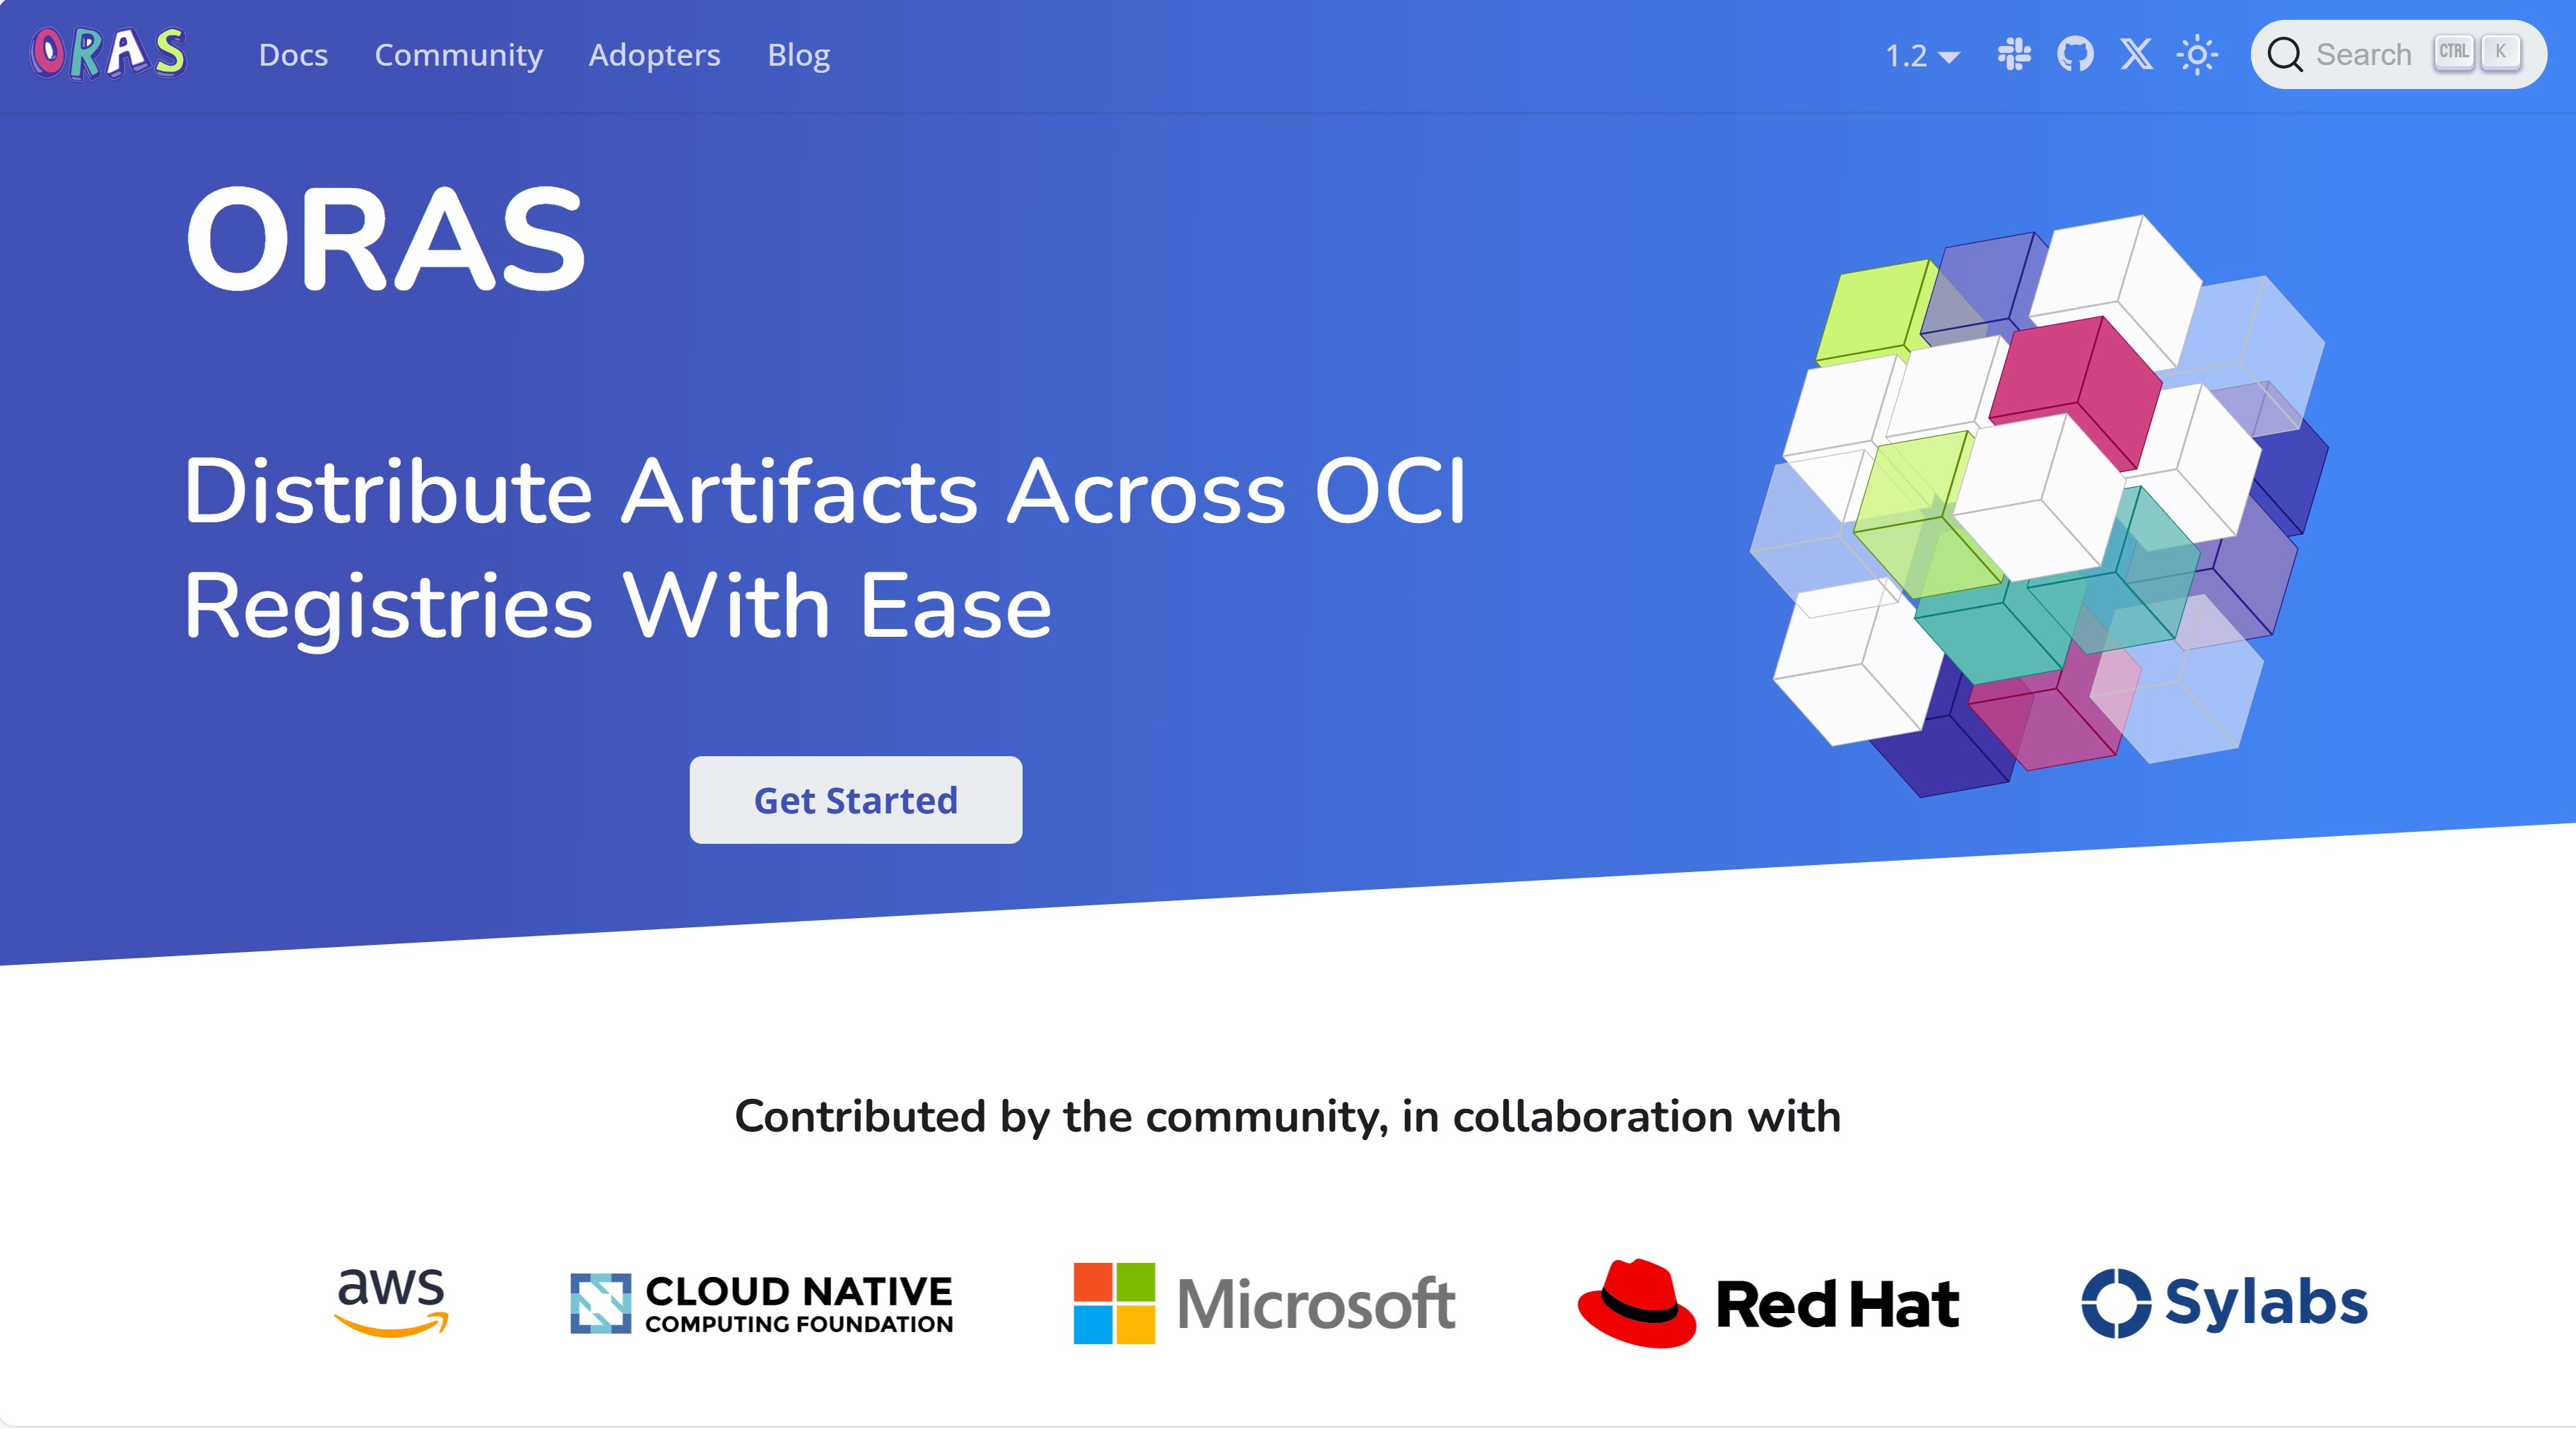 ORAS
Docs
Community
Adopters
Blog
1.2
Search
CTRL
K
ORAS
Distribute Artifacts Across OCI
Registries With Ease
Get Started
Contributed by the community, in collaboration with
aws
CLOUD NATIVE
COMPUTING FOUNDATION
Microsoft
Red Hat
Sylabs